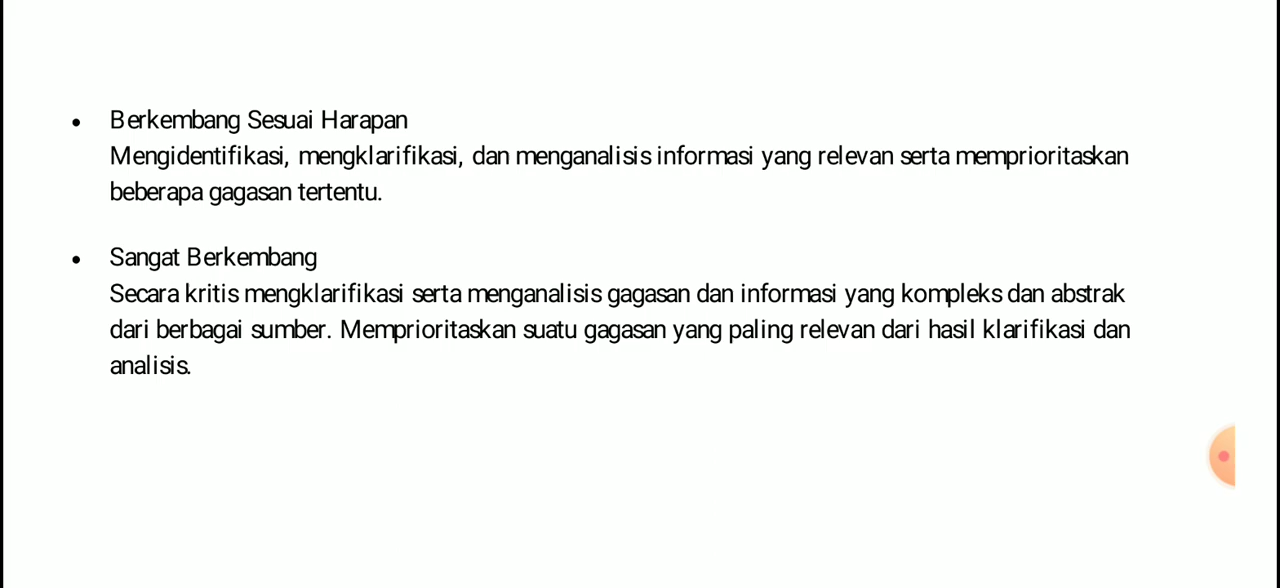 • Berkembang Sesuai Harapan
Mengidentifikasi, mengklarifikasi, dan menganalisis informasi yang relevan serta memprioritaskan
beberapa gagasan tertentu.
• Sangat Berkembang
Secara kritis mengklarifikasi serta menganalisis gagasan dan informasi yang kompleks dan abstrak
dari berbagai sumber. Memprioritaskan suatu gagasan yang paling relevan dari hasil klarifikasi dan
analisis.